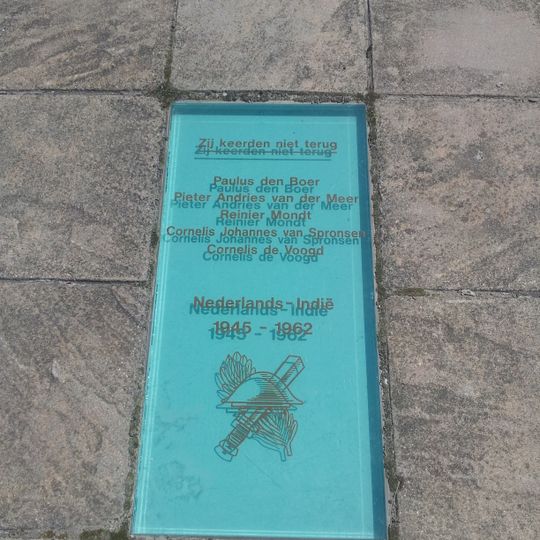 Zij keerden niet terug
Paulus den Boer
Pieter Andries van der Meer
Reinier Mondt
Cornelis Johannes van Spronsen
Cornelis de Voogd
Nederlands-Indië
1945 - 1962